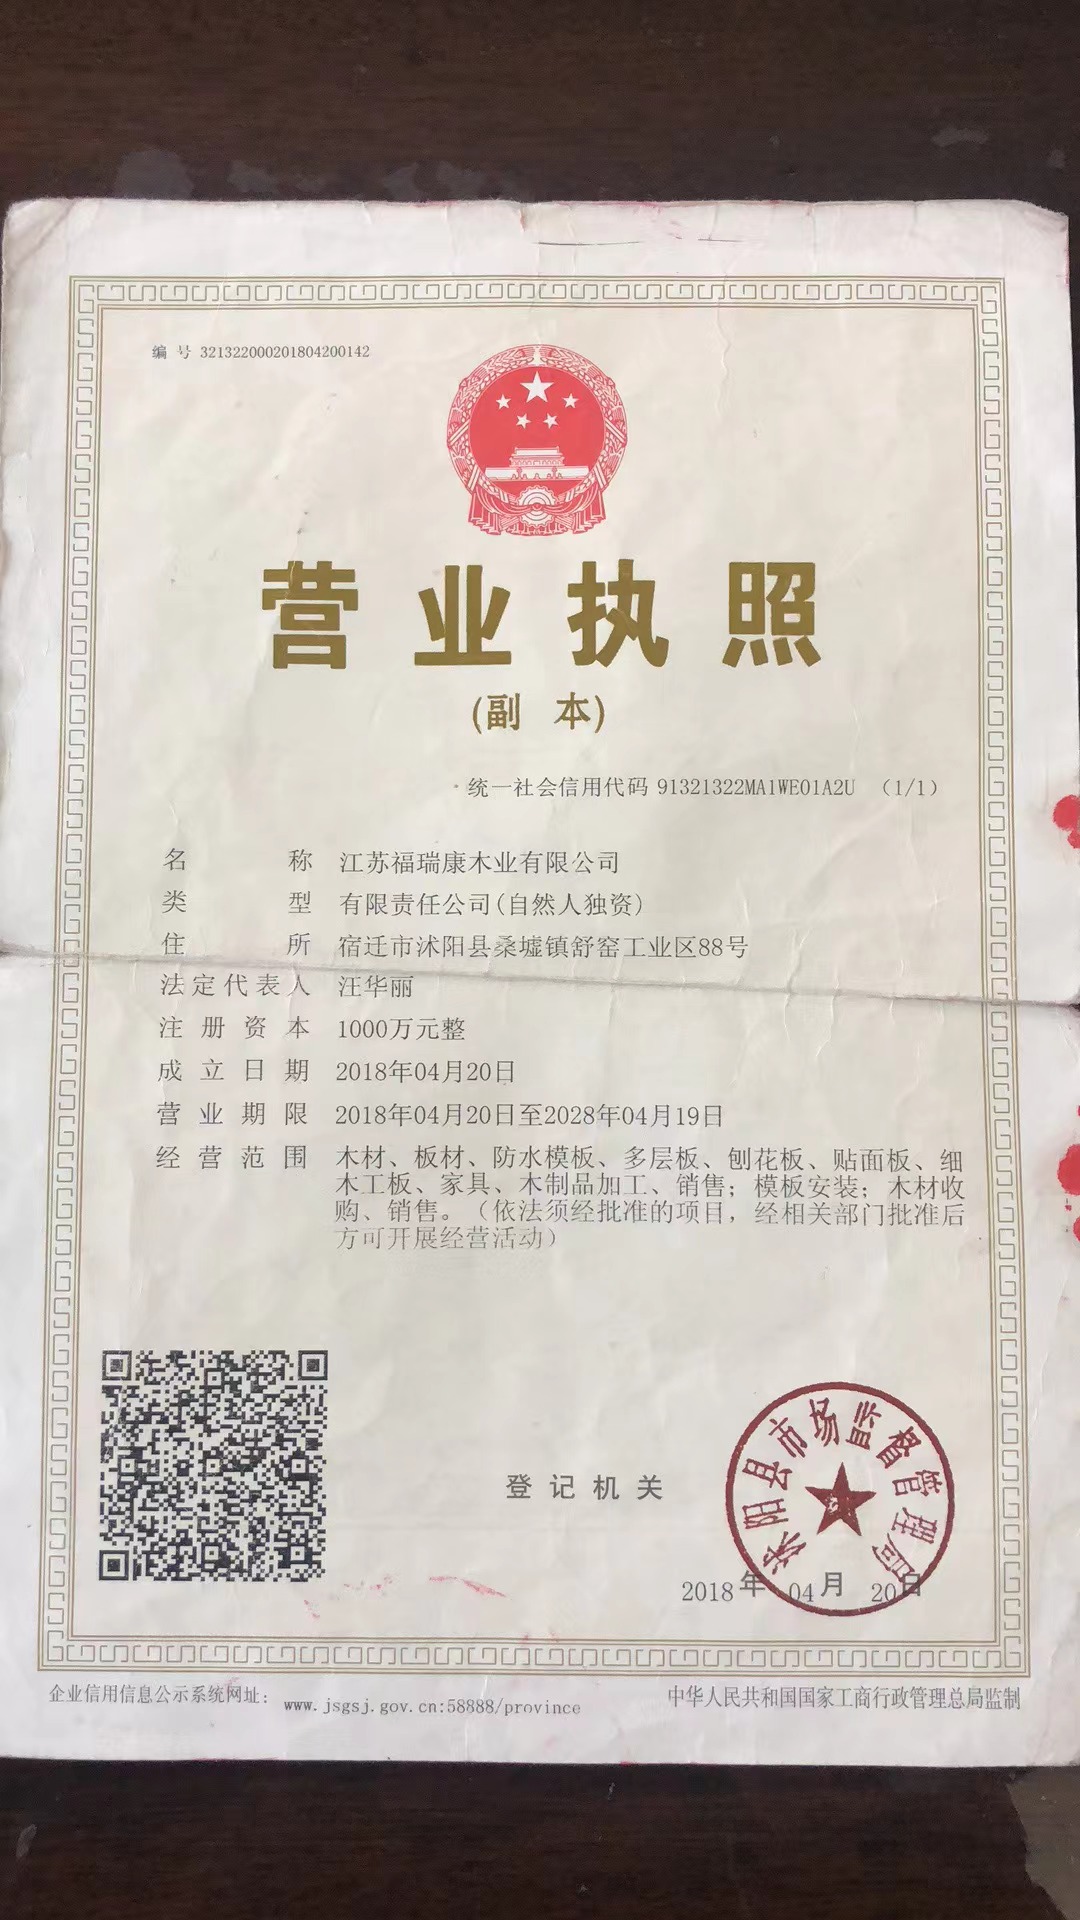 编 号 321322000201804200142
营业执照
(副 本)
统一社会信用代码 91321322MA1WE01A2U （1/1）
名 称 江苏福瑞康木业有限公司
类 型 有限责任公司(自然人独资)
住 所 宿迁市沭阳县桑墟镇舒窑工业区88号
法定代表人 汪华丽
注册资本 1000万元整
成立日期 2018年04月20日
营业期限 2018年04月20日至2028年04月19日
经营范围 木材、板材、防水模板、多层板、刨花板、贴面板、细
木工板、家具、木制品加工、销售；模板安装；木材收
购、销售。（依法须经批准的项目，经相关部门批准后
方可开展经营活动）
登记机关
沭阳县市场监督管理局
2018年 04月 20日
企业信用信息公示系统网址： www.jsgsj.gov.cn:58888/province
中华人民共和国国家工商行政管理总局监制